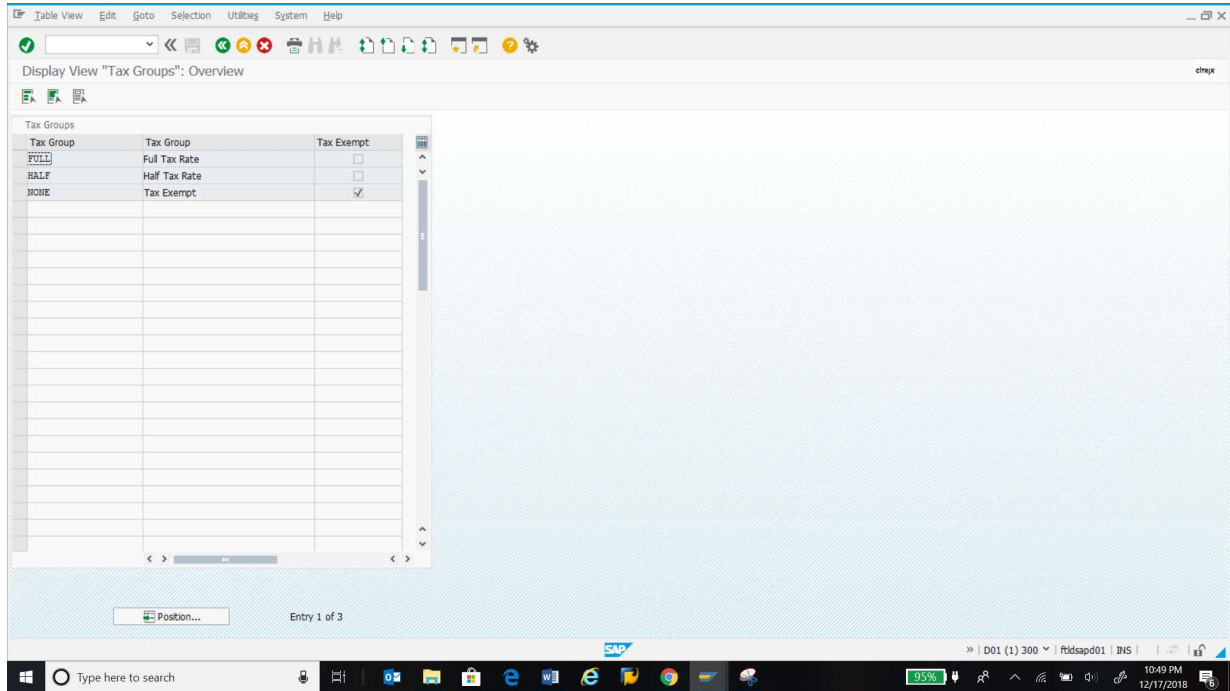 Table View Edit Goto Selection Utilities System Help
Display View "Tax Groups": Overview
citrix
Tax Groups
Tax Group Tax Group Tax Exempt
FULL Full Tax Rate
HALF Half Tax Rate
NONE Tax Exempt
Position... Entry 1 of 3
SAP
D01 (1) 300 ftldsapd01 INS
Type here to search 95% 10:49 PM
12/17/2018
6